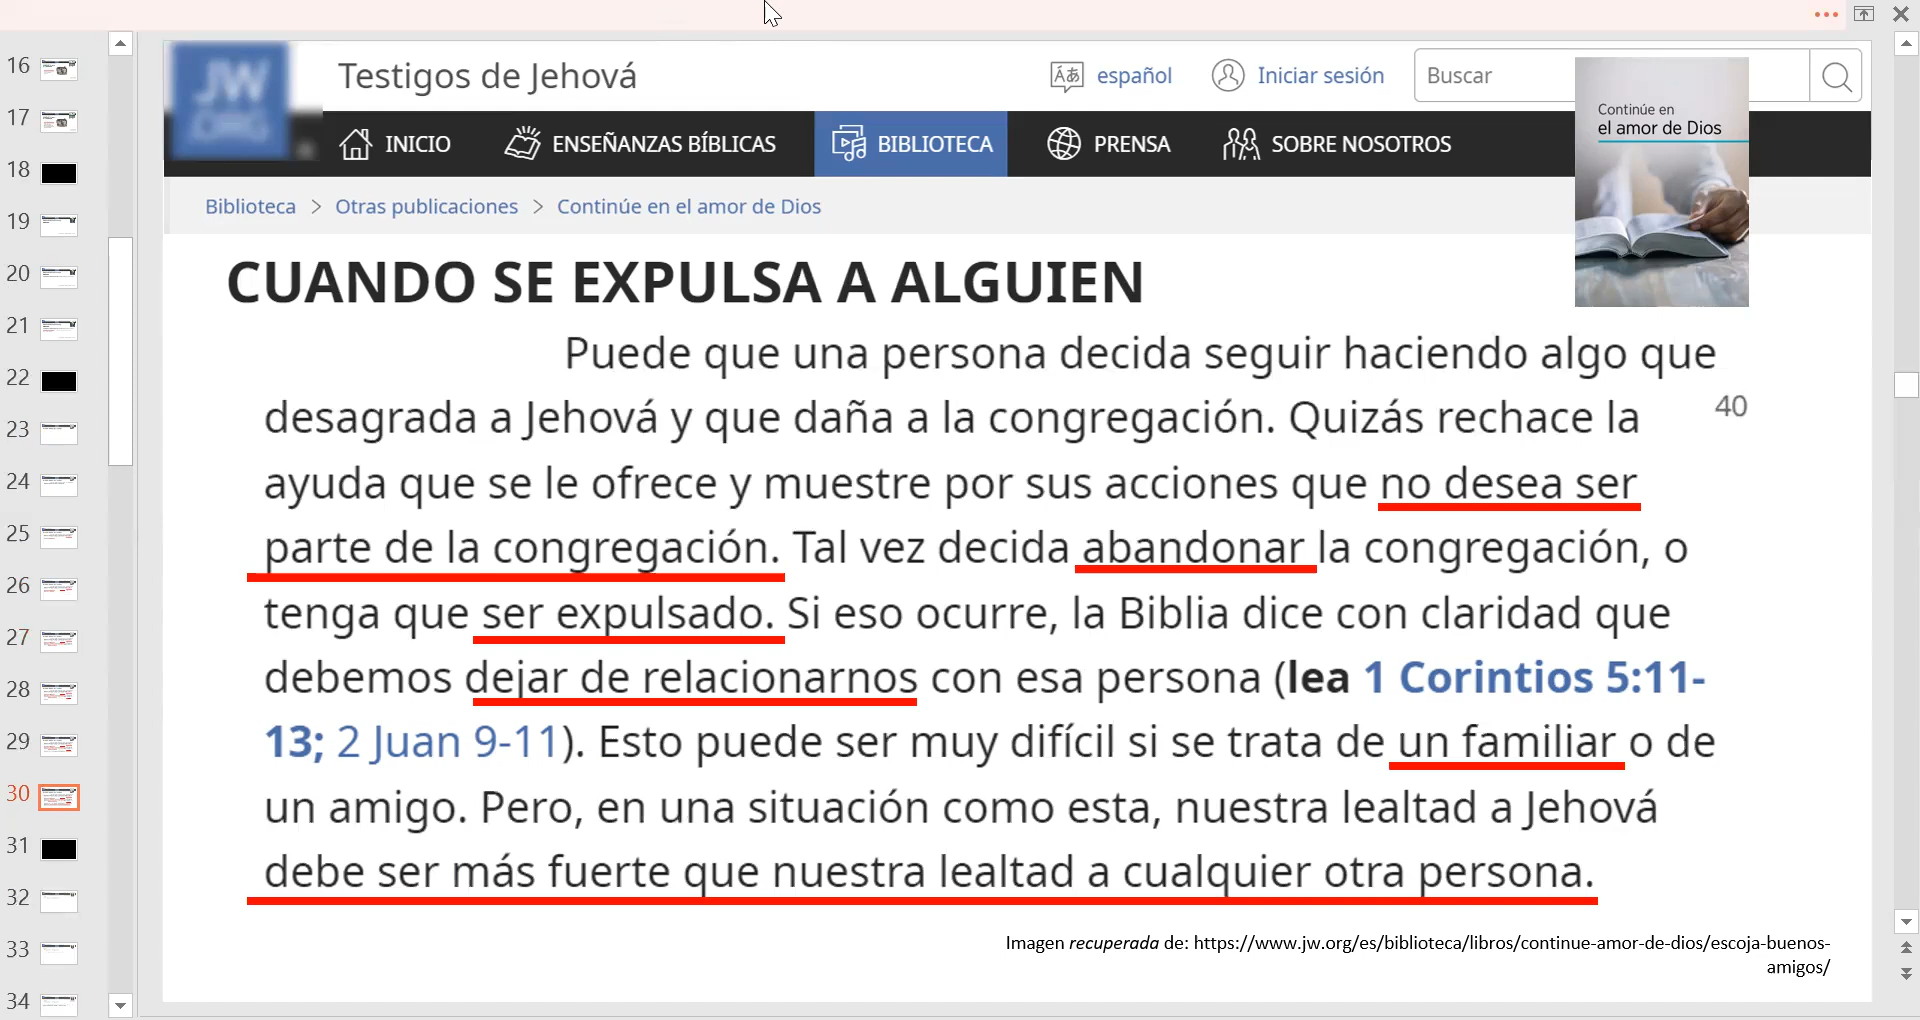 16
17
18
19
20
21
22
23
24
25
26
27
28
29
30
31
32
33
34
JW
.ORG
Testigos de Jehová
español
Iniciar sesión
Buscar
INICIO
ENSEÑANZAS BÍBLICAS
BIBLIOTECA
PRENSA
SOBRE NOSOTROS
Continúe en
el amor de Dios
Biblioteca > Otras publicaciones > Continúe en el amor de Dios
CUANDO SE EXPULSA A ALGUIEN
Puede que una persona decida seguir haciendo algo que
40
desagrada a Jehová y que daña a la congregación. Quizás rechace la
ayuda que se le ofrece y muestre por sus acciones que no desea ser
parte de la congregación. Tal vez decida abandonar la congregación, o
tenga que ser expulsado. Si eso ocurre, la Biblia dice con claridad que
debemos dejar de relacionarnos con esa persona (lea 1 Corintios 5:11-
13; 2 Juan 9-11). Esto puede ser muy difícil si se trata de un familiar o de
un amigo. Pero, en una situación como esta, nuestra lealtad a Jehová
debe ser más fuerte que nuestra lealtad a cualquier otra persona.
Imagen recuperada de: https://www.jw.org/es/biblioteca/libros/continue-amor-de-dios/escoja-buenos-
amigos/